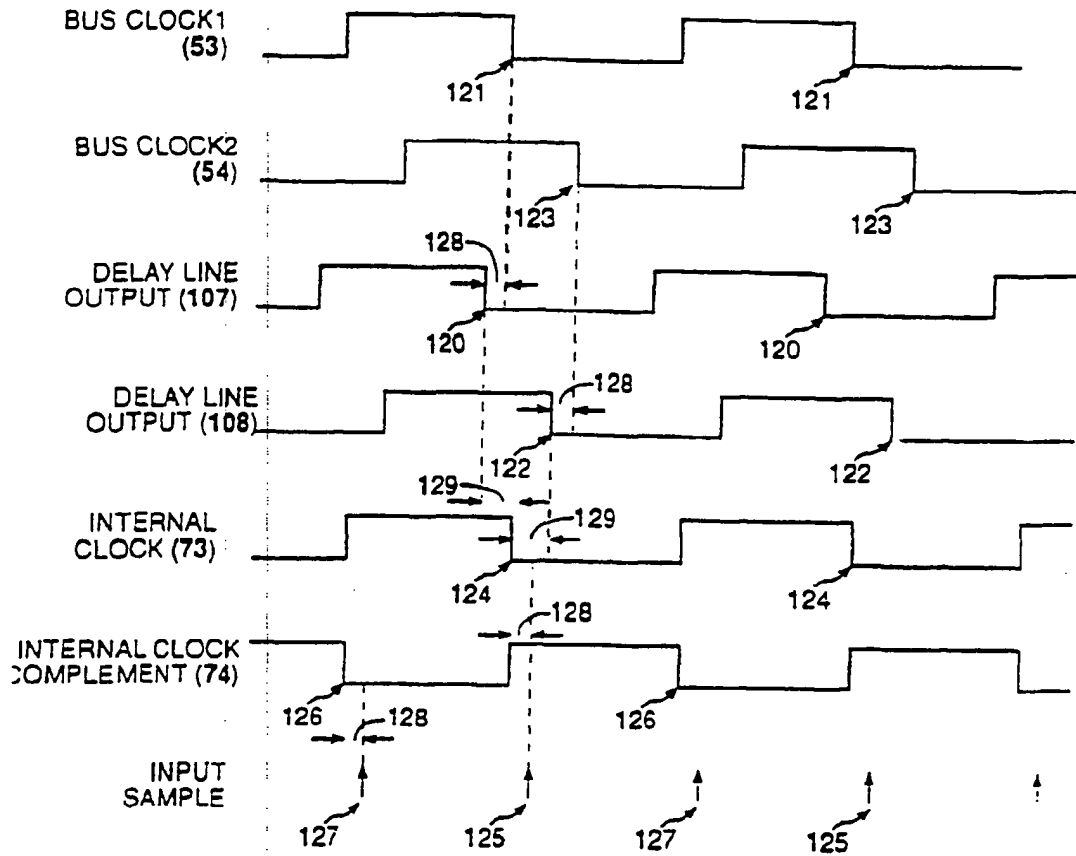 BUS CLOCK1
(53)
121
121
BUS CLOCK2
(54)
123
123
128
DELAY LINE
OUTPUT (107)
120
120
DELAY LINE
OUTPUT (108)
128
122
122
129
129
INTERNAL
CLOCK (73)
124
124
128
INTERNAL CLOCK
COMPLEMENT (74)
126
128
126
INPUT
SAMPLE
127
125
127
125